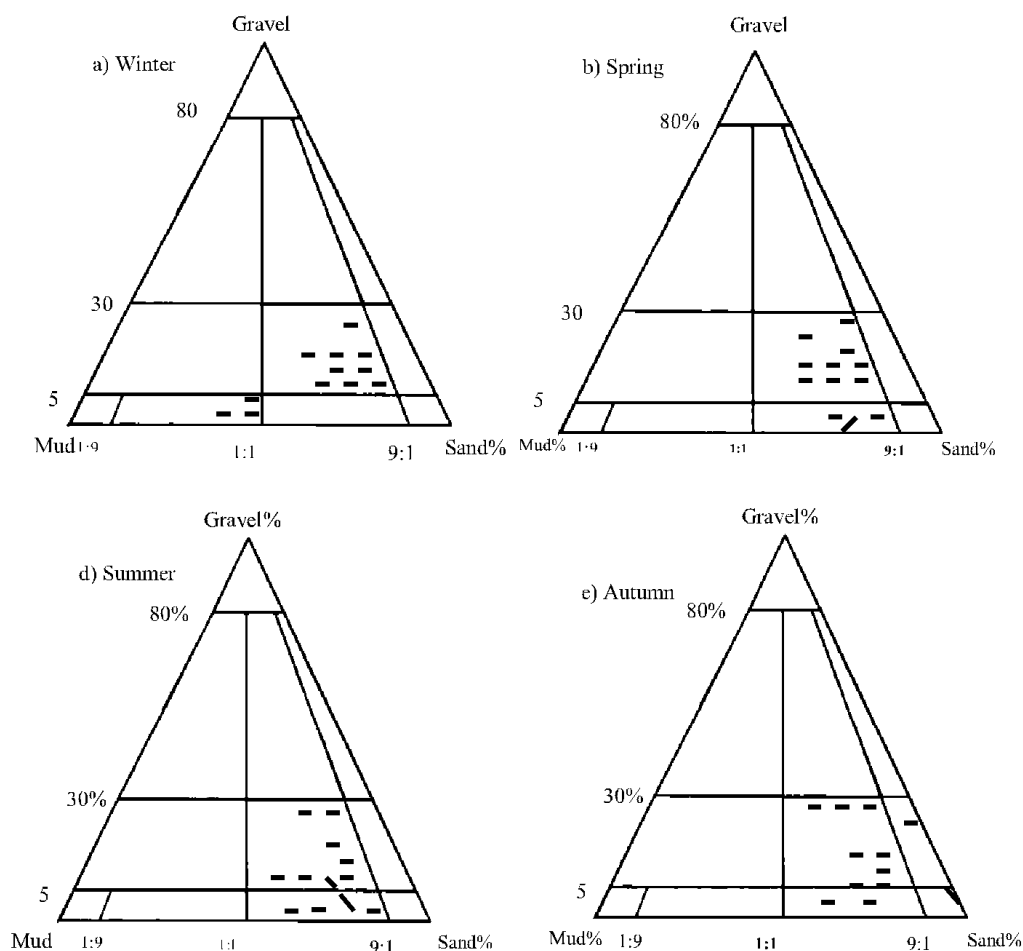 Gravel
a) Winter
80
30
5
Mud 1:9 1:1 9:1 Sand%
Gravel
b) Spring
80%
30
5
Mud% 1:9 1:1 9:1 Sand%
Gravel%
d) Summer
80%
30%
5
Mud 1:9 1:1 9:1 Sand%
Gravel%
e) Autumn
80%
30%
5
Mud% 1:9 1:1 9:1 Sand%